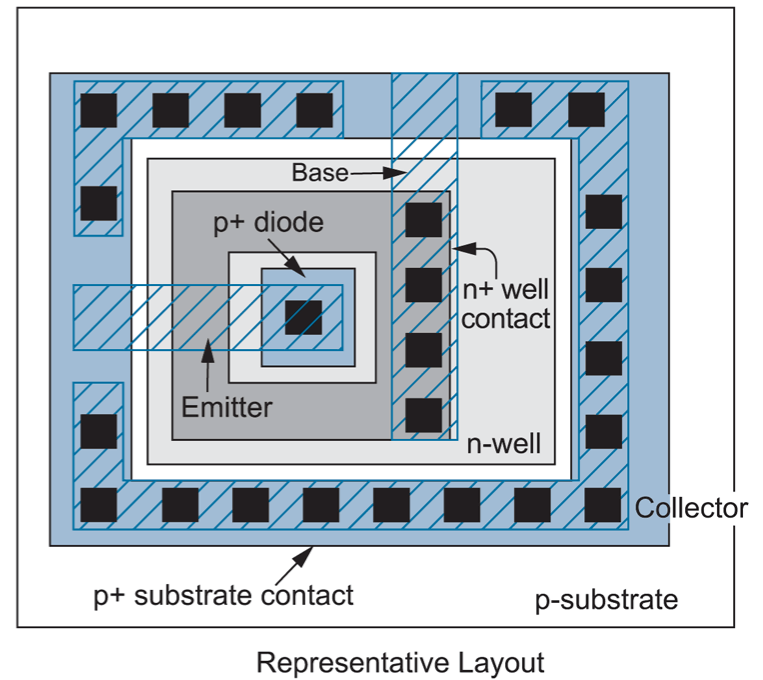 Base
p+ diode
n+ well
contact
Emitter
n-well
Collector
p+ substrate contact
p-substrate
Representative Layout